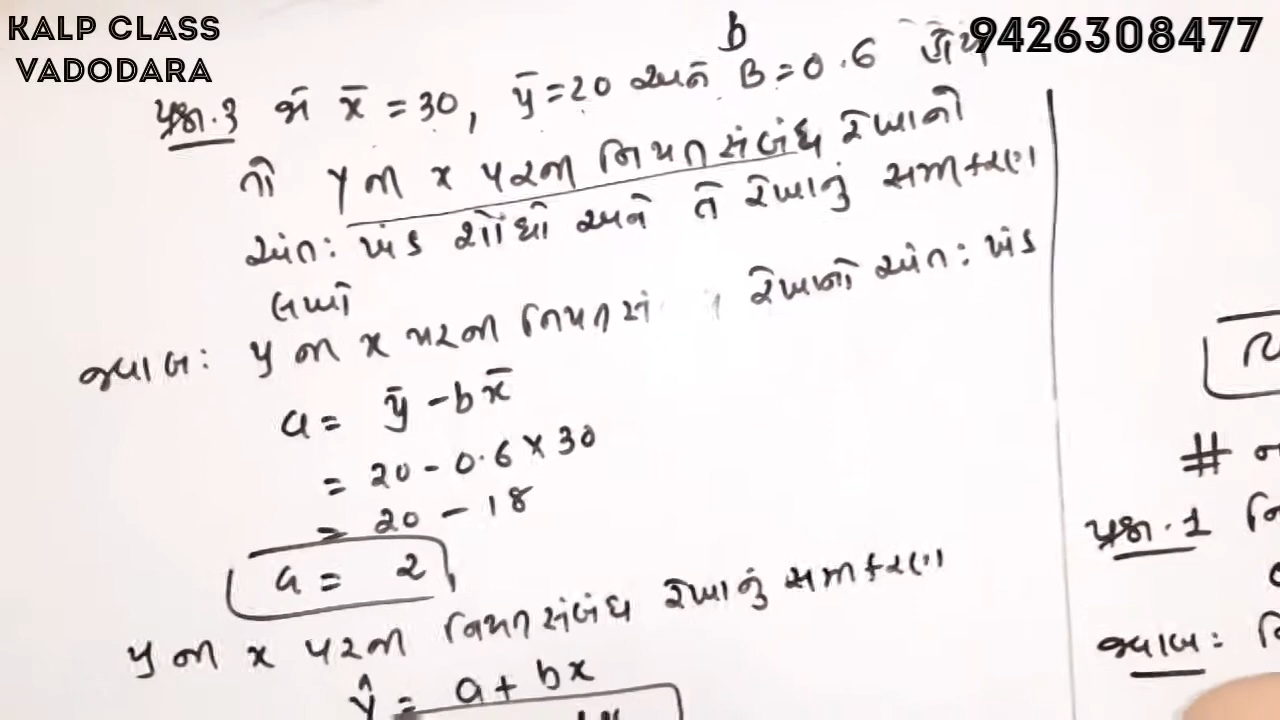 KALP CLASS
VADODARA
9426308477
પ્રશ્ન.3 જો x̄ = 30, ȳ = 20 અને B = 0.6 હોય
b
તો y ના x પરના નિયતસંબંધ રેખાનો
અંત: ખંડ શોધો અને તે રેખાનું સમીકરણ
લખો
જવાબ: y ના x પરના નિયતસં રેખાનો અંત: ખંડ
a = ȳ - bx̄
= 20 - 0.6 × 30
= 20 - 18
a = 2
y ના x પરના નિયતસંબંધ રેખાનું સમીકરણ
ŷ = a + bx
#
પ્રશ્ન.1 નિ
જવાબ: નિ